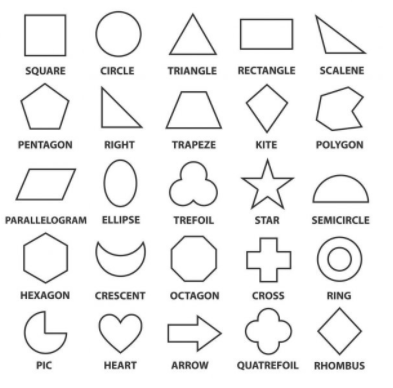 SQUARE CIRCLE TRIANGLE RECTANGLE SCALENE
PENTAGON RIGHT TRAPEZE KITE POLYGON
PARALLELOGRAM ELLIPSE TREFOIL STAR SEMICIRCLE
HEXAGON CRESCENT OCTAGON CROSS RING
PIC HEART ARROW QUATREFOIL RHOMBUS